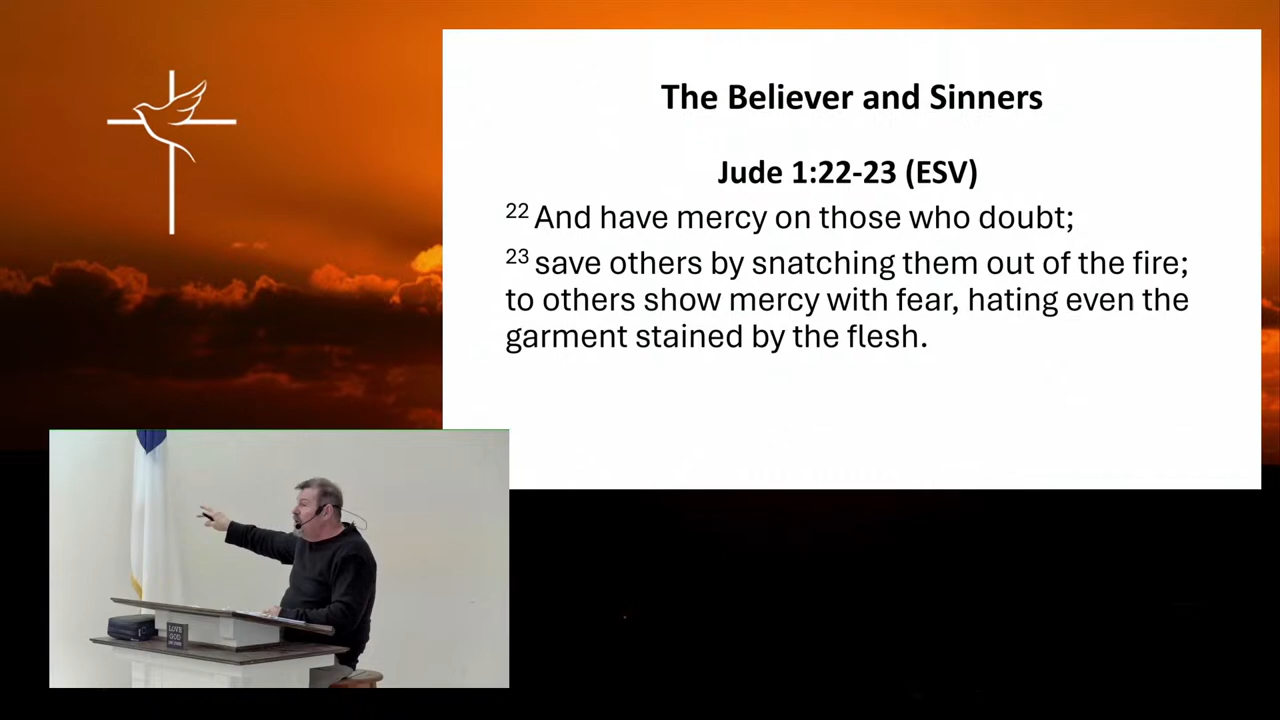 The Believer and Sinners
Jude 1:22-23 (ESV)
22 And have mercy on those who doubt;
23 save others by snatching them out of the fire;
to others show mercy with fear, hating even the
garment stained by the flesh.
LOVE
GOD